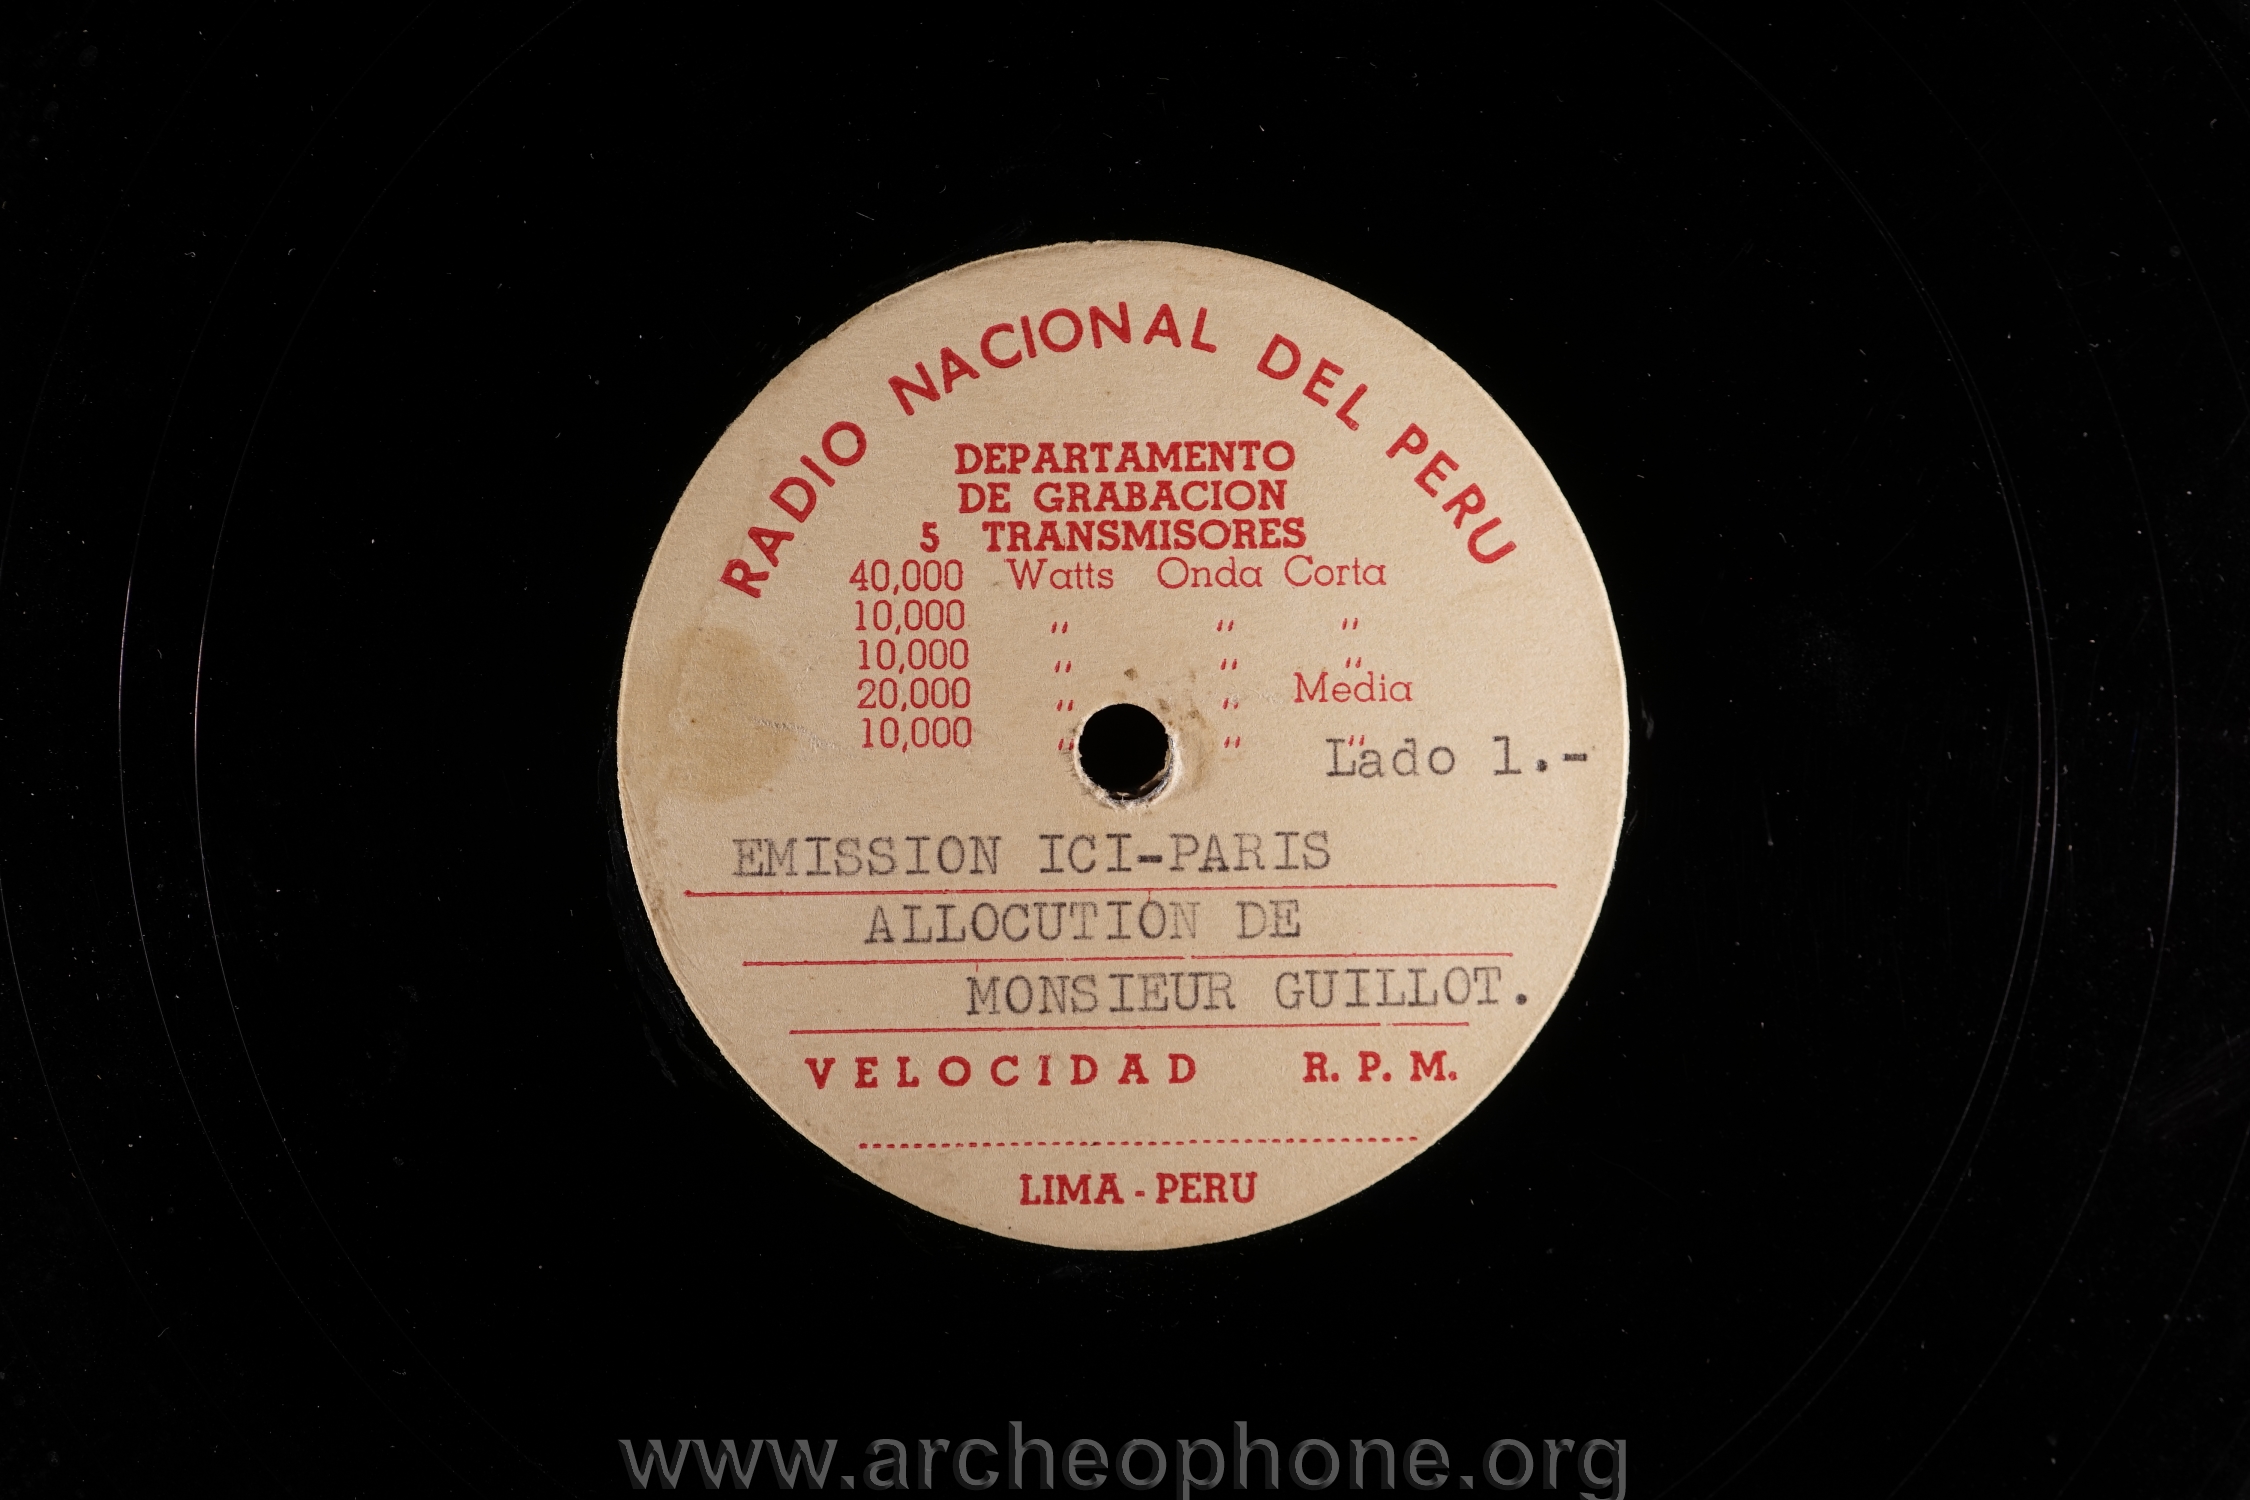 RADIO NACIONAL DEL PERU
DEPARTAMENTO
DE GRABACION
5 TRANSMISORES
40,000 Watts Onda Corta
10,000 " " "
10,000 " " "
20,000 " " Media
10,000 " " "
Lado 1.-
EMISSION ICI-PARIS
ALLOCUTION DE
MONSIEUR GUILLOT.
VELOCIDAD R. P. M.
LIMA - PERU
www.archeophone.org